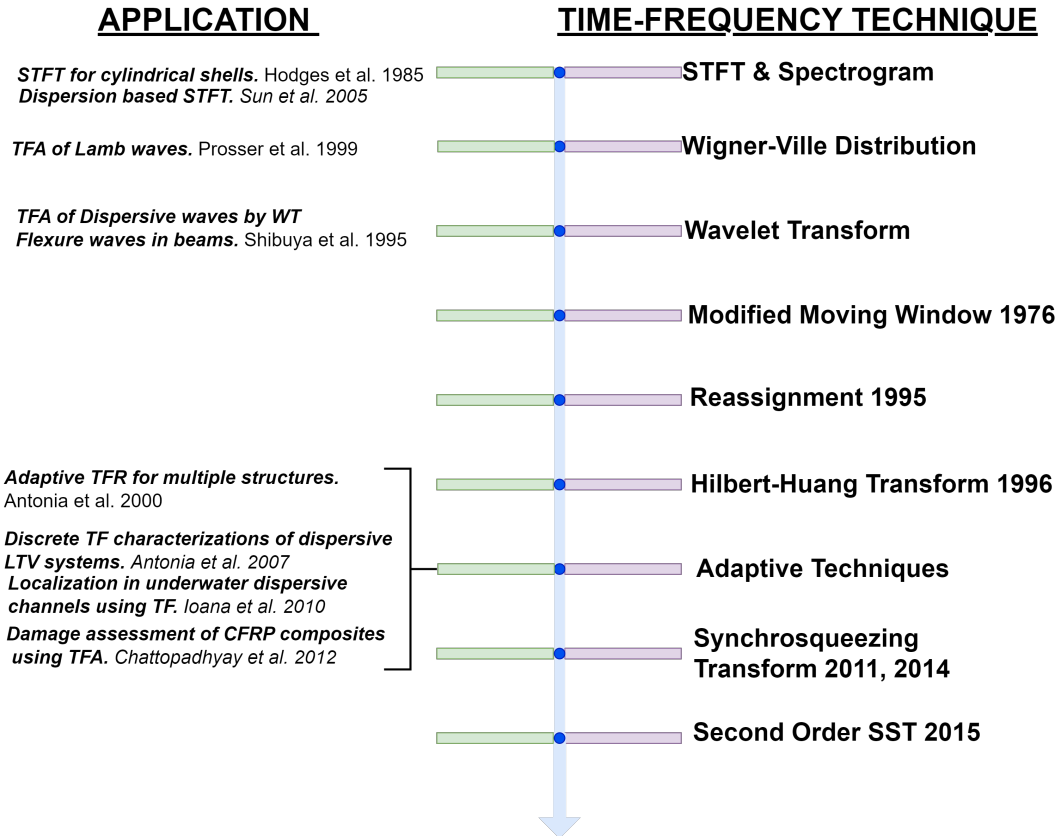 APPLICATION
TIME-FREQUENCY TECHNIQUE
STFT for cylindrical shells. Hodges et al. 1985
Dispersion based STFT. Sun et al. 2005
STFT & Spectrogram
TFA of Lamb waves. Prosser et al. 1999
Wigner-Ville Distribution
TFA of Dispersive waves by WT
Flexure waves in beams. Shibuya et al. 1995
Wavelet Transform
Modified Moving Window 1976
Reassignment 1995
Adaptive TFR for multiple structures.
Antonia et al. 2000
Hilbert-Huang Transform 1996
Discrete TF characterizations of dispersive
LTV systems. Antonia et al. 2007
Localization in underwater dispersive
channels using TF. Ioana et al. 2010
Adaptive Techniques
Damage assessment of CFRP composites
using TFA. Chattopadhyay et al. 2012
Synchrosqueezing
Transform 2011, 2014
Second Order SST 2015